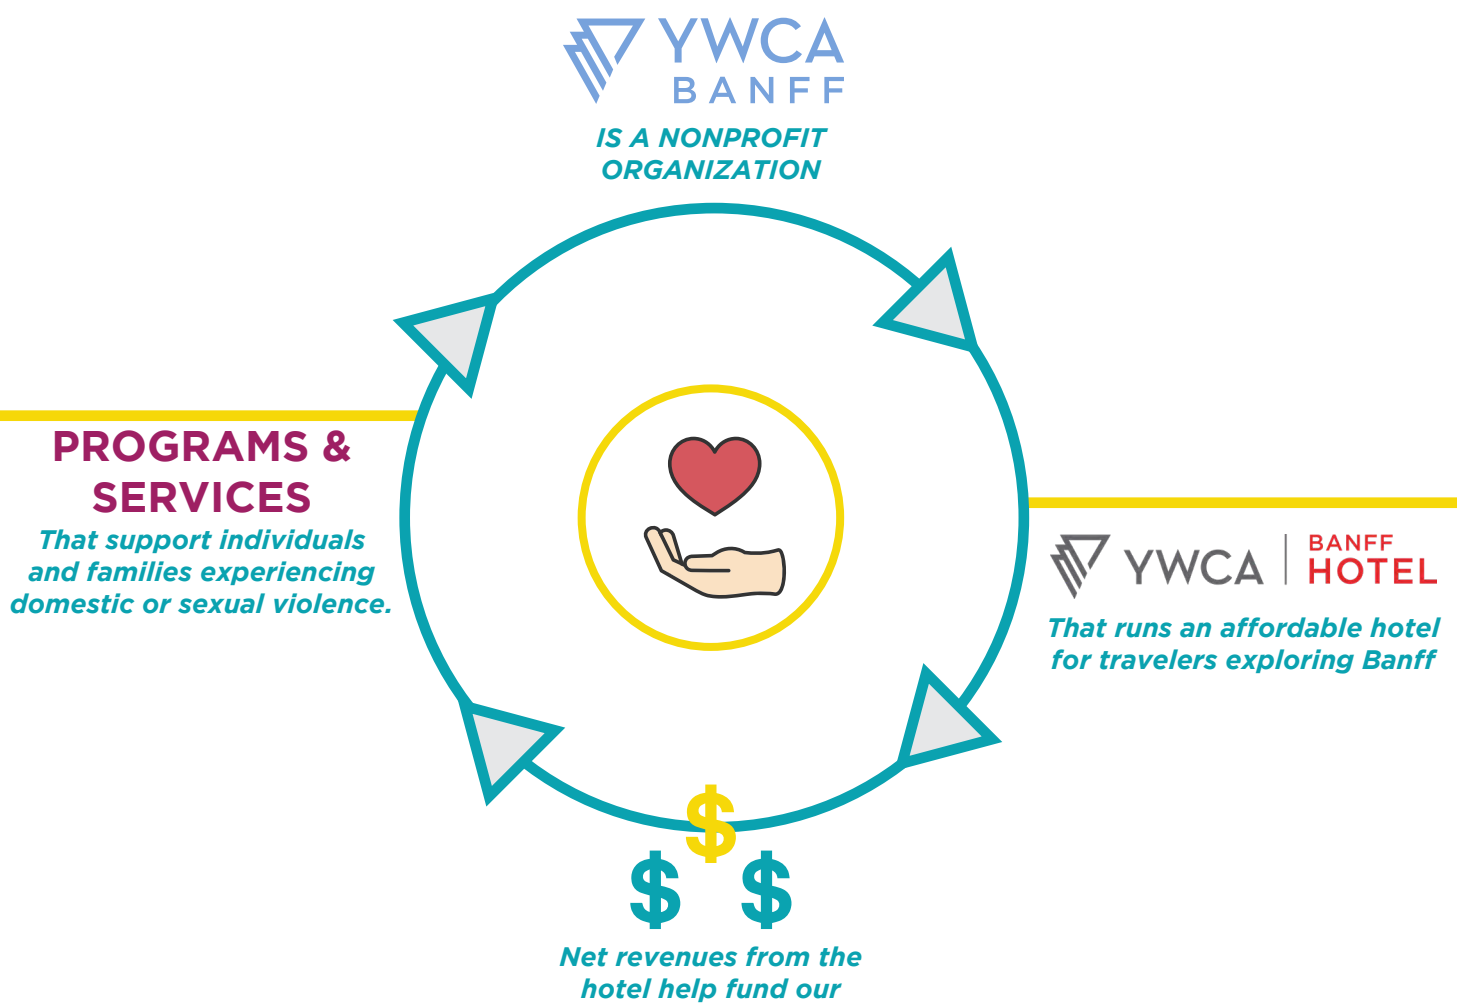 YWCA
BANFF
IS A NONPROFIT
ORGANIZATION
YWCA
BANFF
HOTEL
That runs an affordable hotel
for travelers exploring Banff
$
$ $
Net revenues from the
hotel help fund our
PROGRAMS &
SERVICES
That support individuals
and families experiencing
domestic or sexual violence.